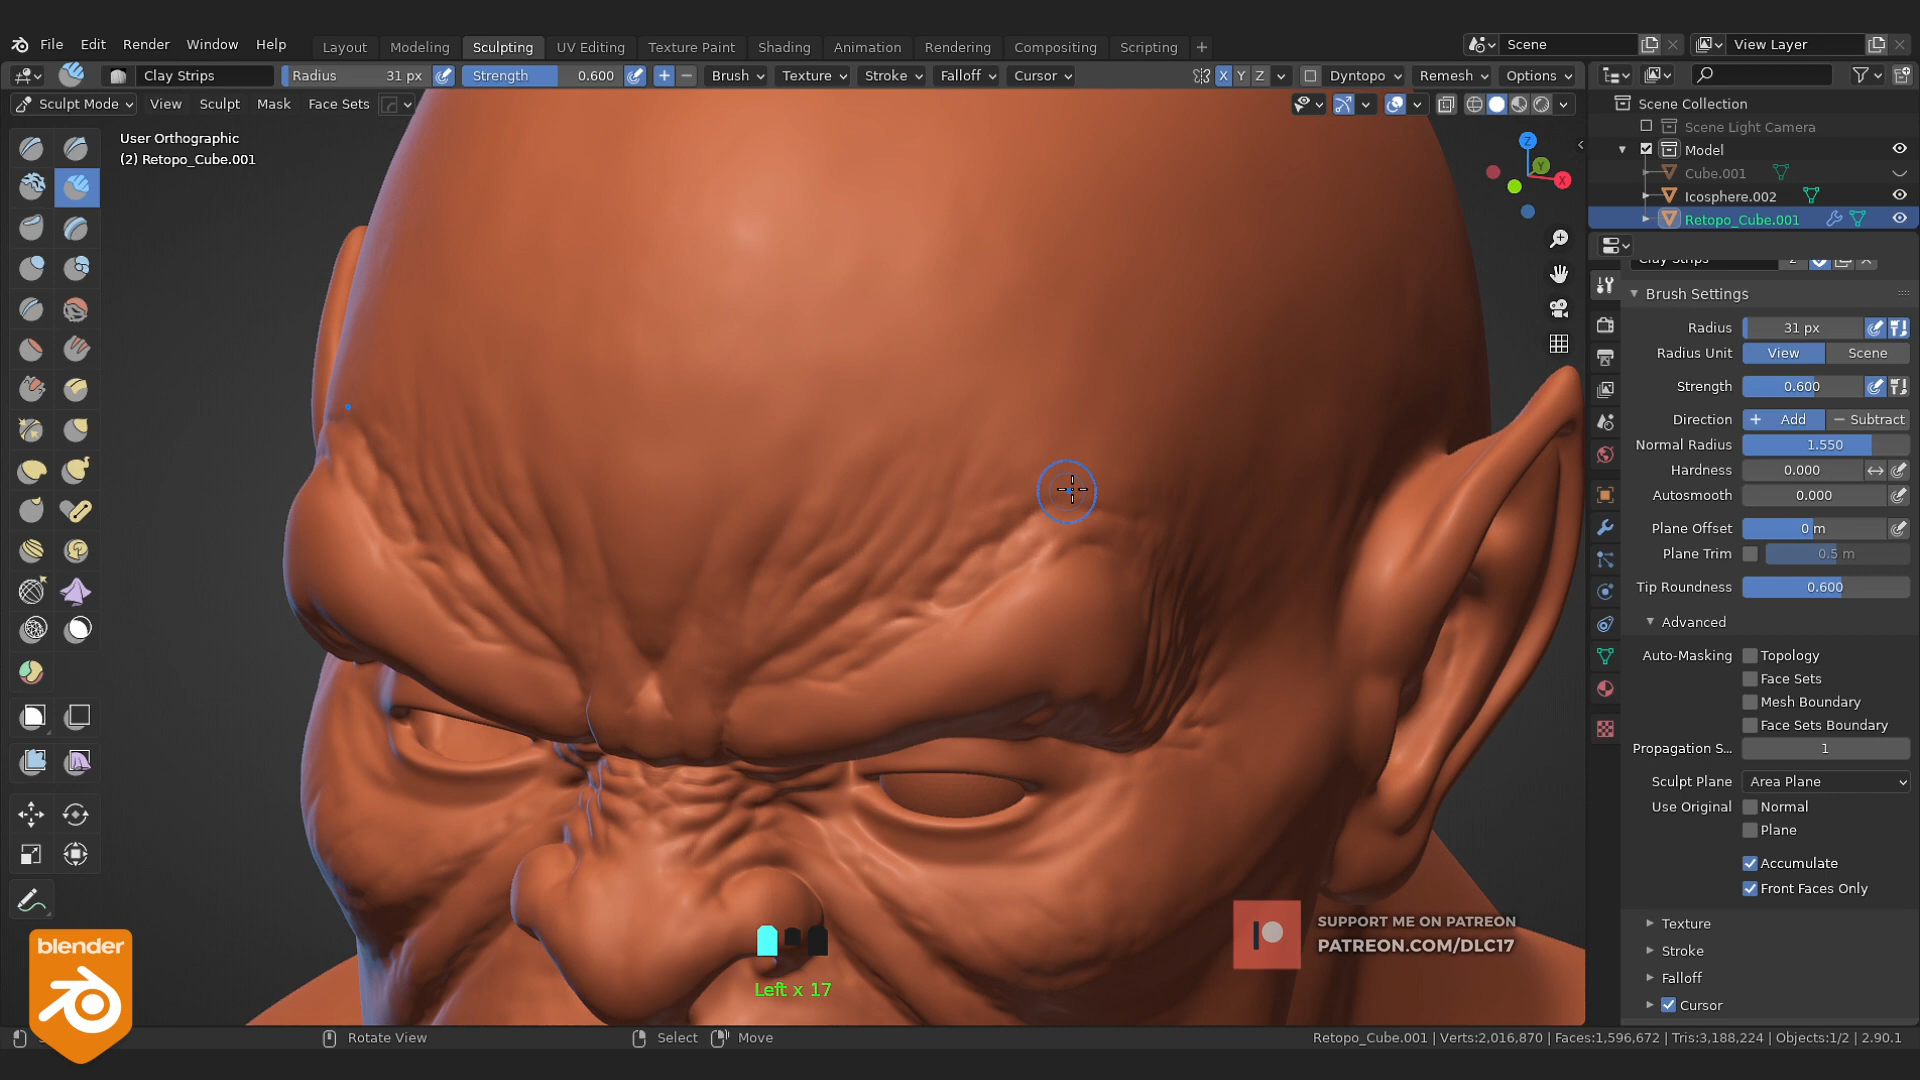 File Edit Render Window Help Layout Modeling Sculpting UV Editing Texture Paint Shading Animation Rendering Compositing Scripting + Scene View Layer
Clay Strips Radius 31 px Strength 0.600 + − Brush Texture Stroke Falloff Cursor X Y Z Dyntopo Remesh Options
Sculpt Mode View Sculpt Mask Face Sets
User Orthographic
(2) Retopo_Cube.001
Z
Y
X
Scene Collection
Scene Light Camera
Model
Cube.001
Icosphere.002
Retopo_Cube.001
Clay Strips 2
Brush Settings
Radius 31 px
Radius Unit View Scene
Strength 0.600
Direction + Add − Subtract
Normal Radius 1.550
Hardness 0.000
Autosmooth 0.000
Plane Offset 0 m
Plane Trim 0.5 m
Tip Roundness 0.600
Advanced
Auto-Masking Topology
Face Sets
Mesh Boundary
Face Sets Boundary
Propagation S... 1
Sculpt Plane Area Plane
Use Original Normal
Plane
Accumulate
Front Faces Only
Texture
Stroke
Falloff
Cursor
SUPPORT ME ON PATREON
PATREON.COM/DLC17
blender
Left x 17
Rotate View Select Move Retopo_Cube.001 | Verts:2,016,870 | Faces:1,596,672 | Tris:3,188,224 | Objects:1/2 | 2.90.1